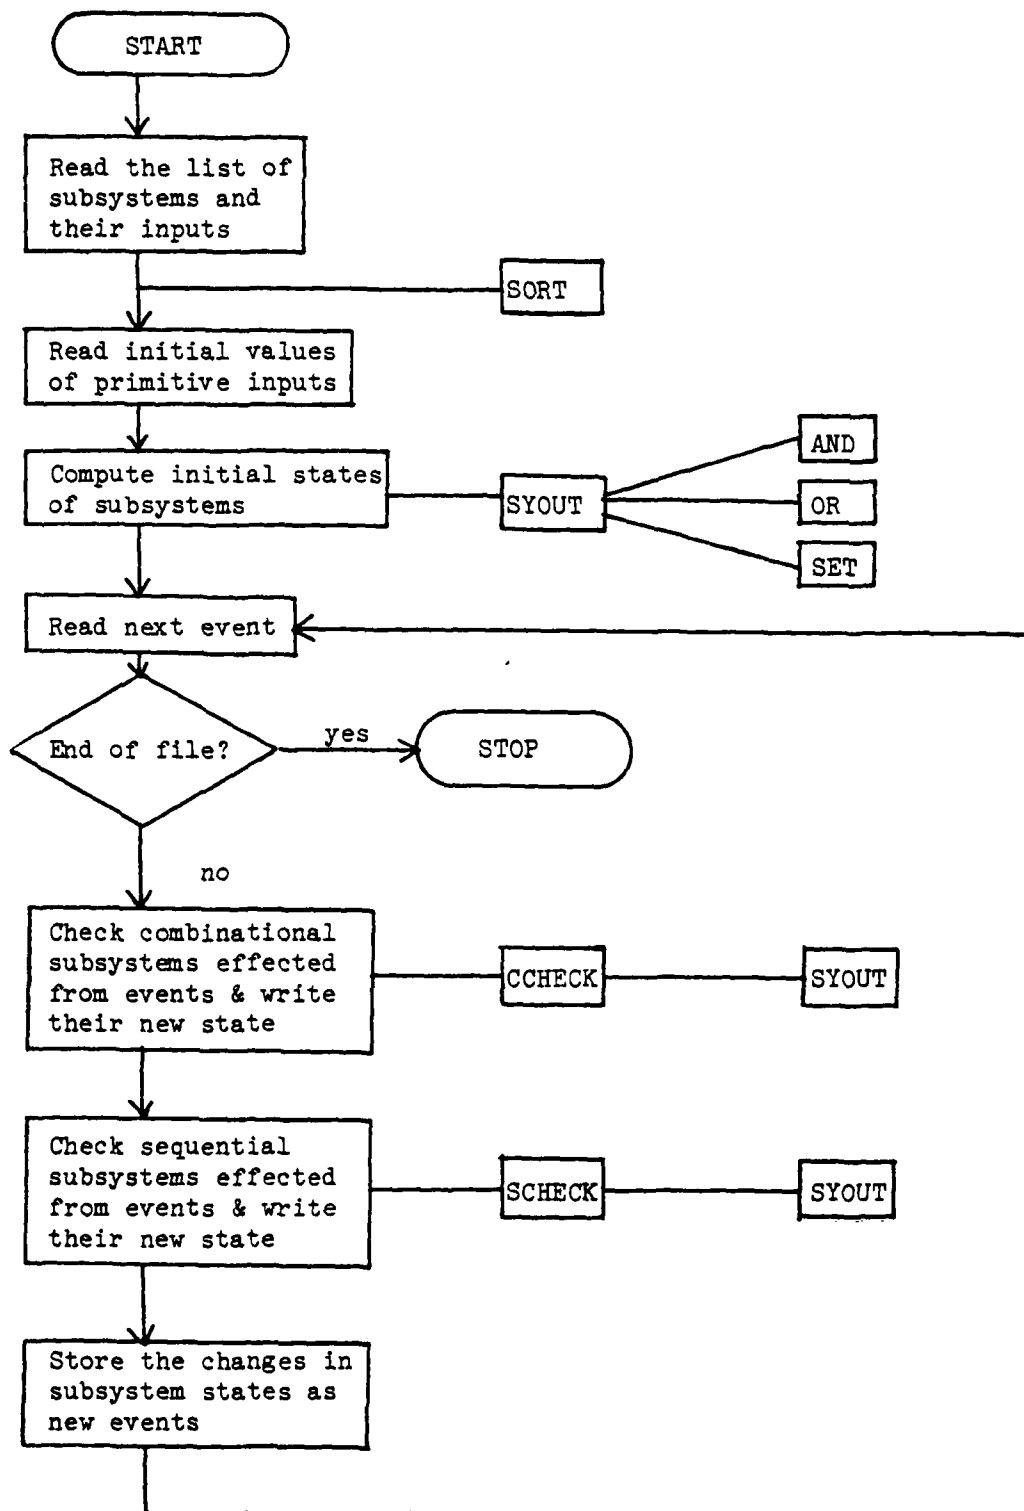 START
Read the list of
subsystems and
their inputs
SORT
Read initial values
of primitive inputs
Compute initial states
of subsystems
SYOUT
AND
OR
SET
Read next event
End of file?
yes
STOP
no
Check combinational
subsystems effected
from events & write
their new state
CCHECK
SYOUT
Check sequential
subsystems effected
from events & write
their new state
SCHECK
SYOUT
Store the changes in
subsystem states as
new events